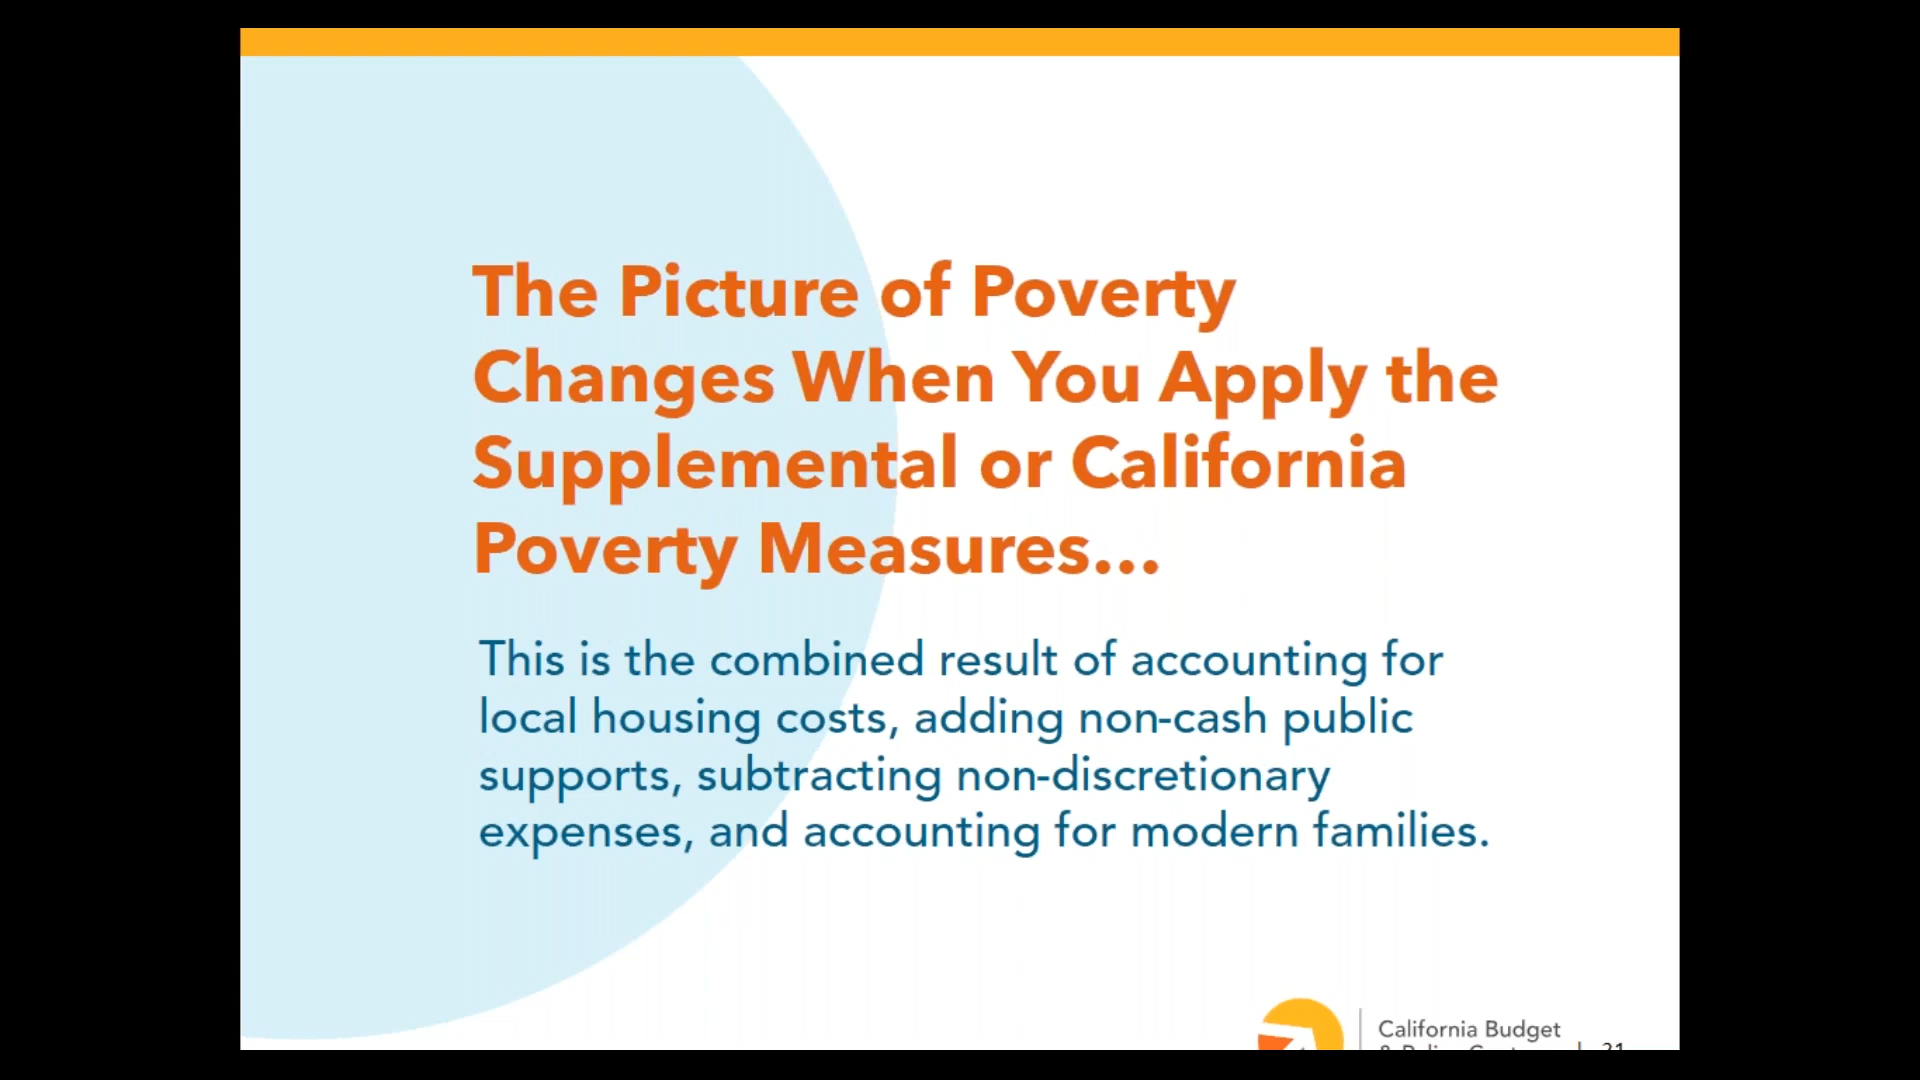 The Picture of Poverty
Changes When You Apply the
Supplemental or California
Poverty Measures...
This is the combined result of accounting for
local housing costs, adding non-cash public
supports, subtracting non-discretionary
expenses, and accounting for modern families.
California Budget